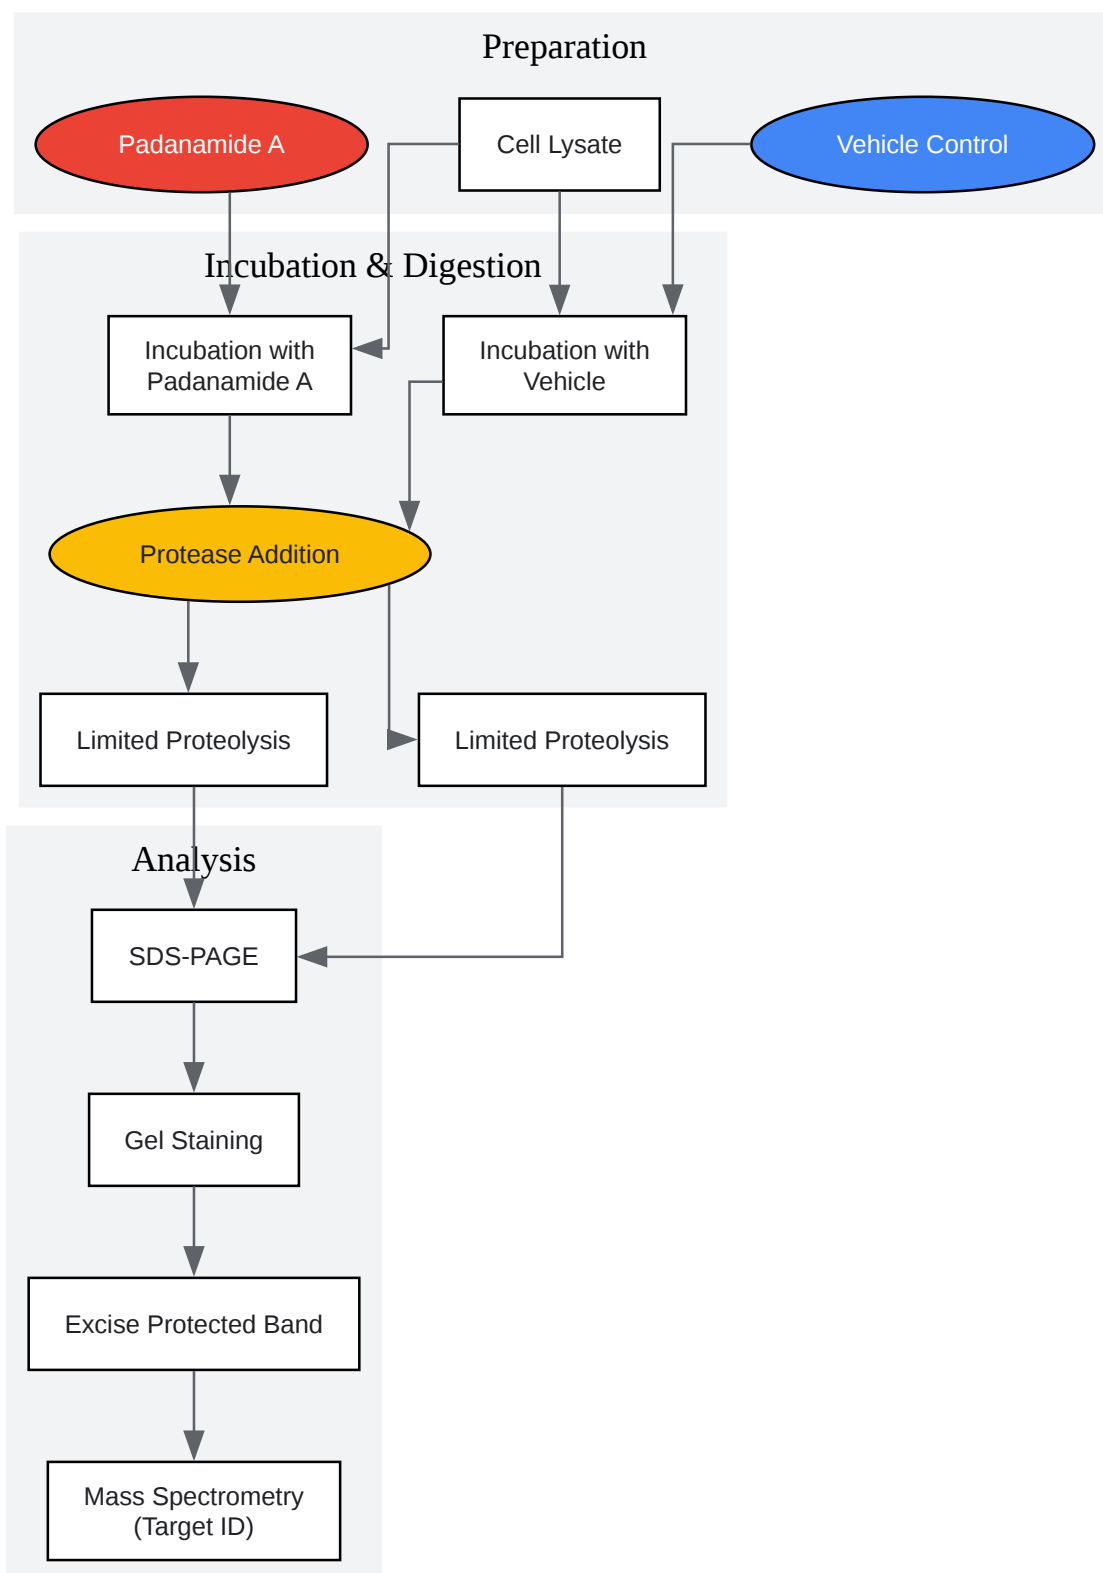 Preparation
Padanamide A
Cell Lysate
Vehicle Control
Incubation & Digestion
Incubation with
Padanamide A
Incubation with
Vehicle
Protease Addition
Limited Proteolysis
Limited Proteolysis
Analysis
SDS-PAGE
Gel Staining
Excise Protected Band
Mass Spectrometry
(Target ID)